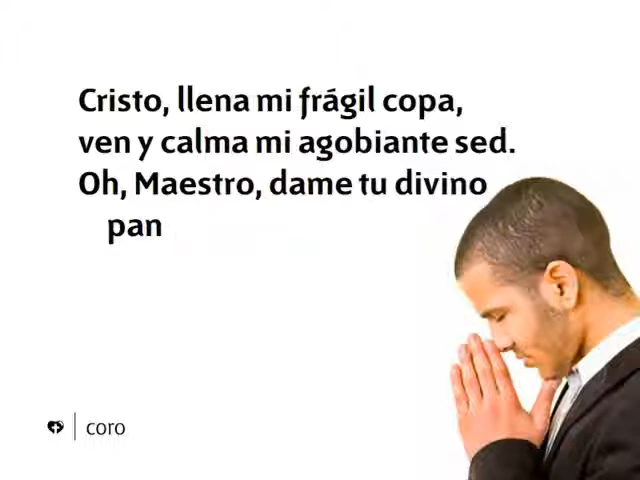 Cristo, llena mi frágil copa,
ven y calma mi agobiante sed.
Oh, Maestro, dame tu divino
pan
coro